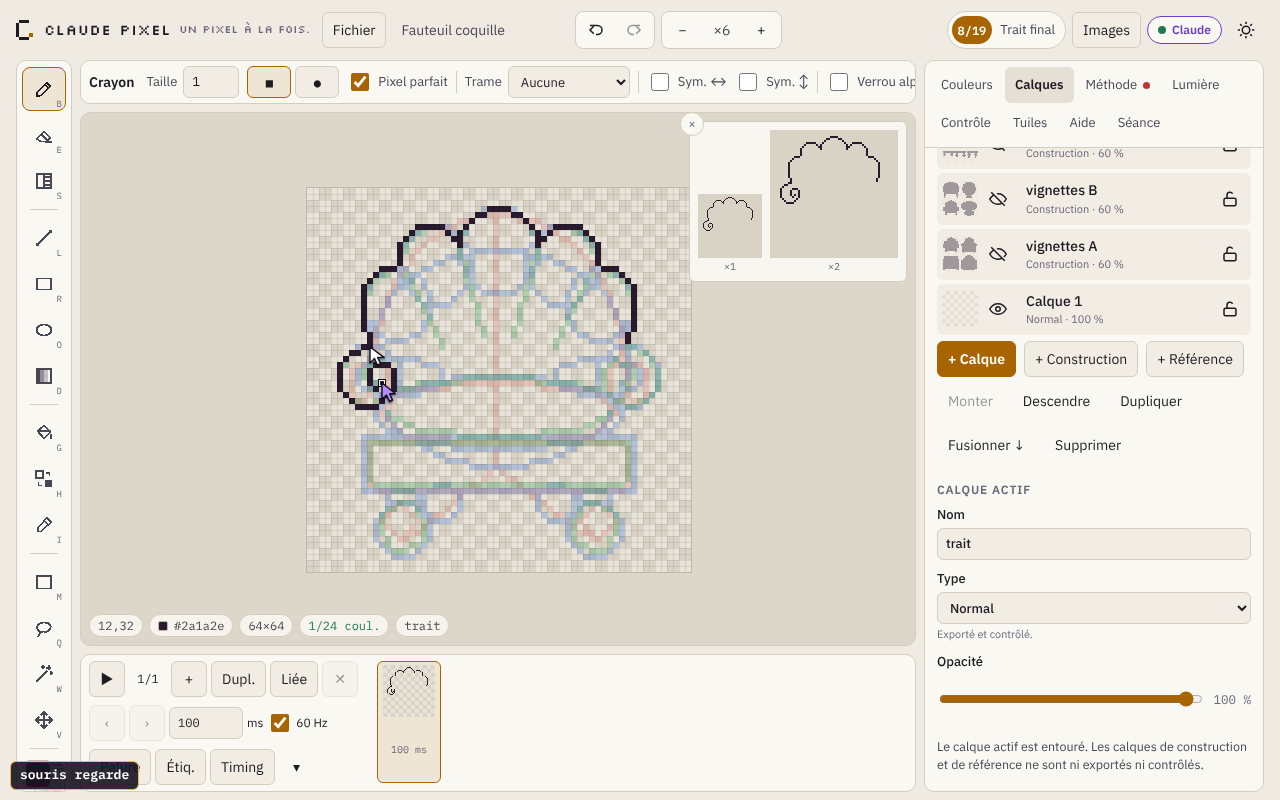 CLAUDE PIXEL UN PIXEL À LA FOIS. Fichier Fauteuil coquille − ×6 + 8/19 Trait final Images Claude
Crayon Taille 1 ■ ● Pixel parfait Trame Aucune Sym. ↔ Sym. ↕ Verrou alp
B
E
S
L
R
O
D
G
H
I
M
Q
W
V
×
×1 ×2
12,32 #2a1a2e 64×64 1/24 coul. trait
▶ 1/1 + Dupl. Liée ×
‹ › 100 ms 60 Hz
Étiq. Timing ▼
100 ms
souris regarde
Couleurs Calques Méthode Lumière
Contrôle Tuiles Aide Séance
Construction · 60 %
vignettes B
Construction · 60 %
vignettes A
Construction · 60 %
Calque 1
Normal · 100 %
+ Calque + Construction + Référence
Monter Descendre Dupliquer
Fusionner ↓ Supprimer
CALQUE ACTIF
Nom
trait
Type
Normal
Exporté et contrôlé.
Opacité
100 %
Le calque actif est entouré. Les calques de construction
et de référence ne sont ni exportés ni contrôlés.